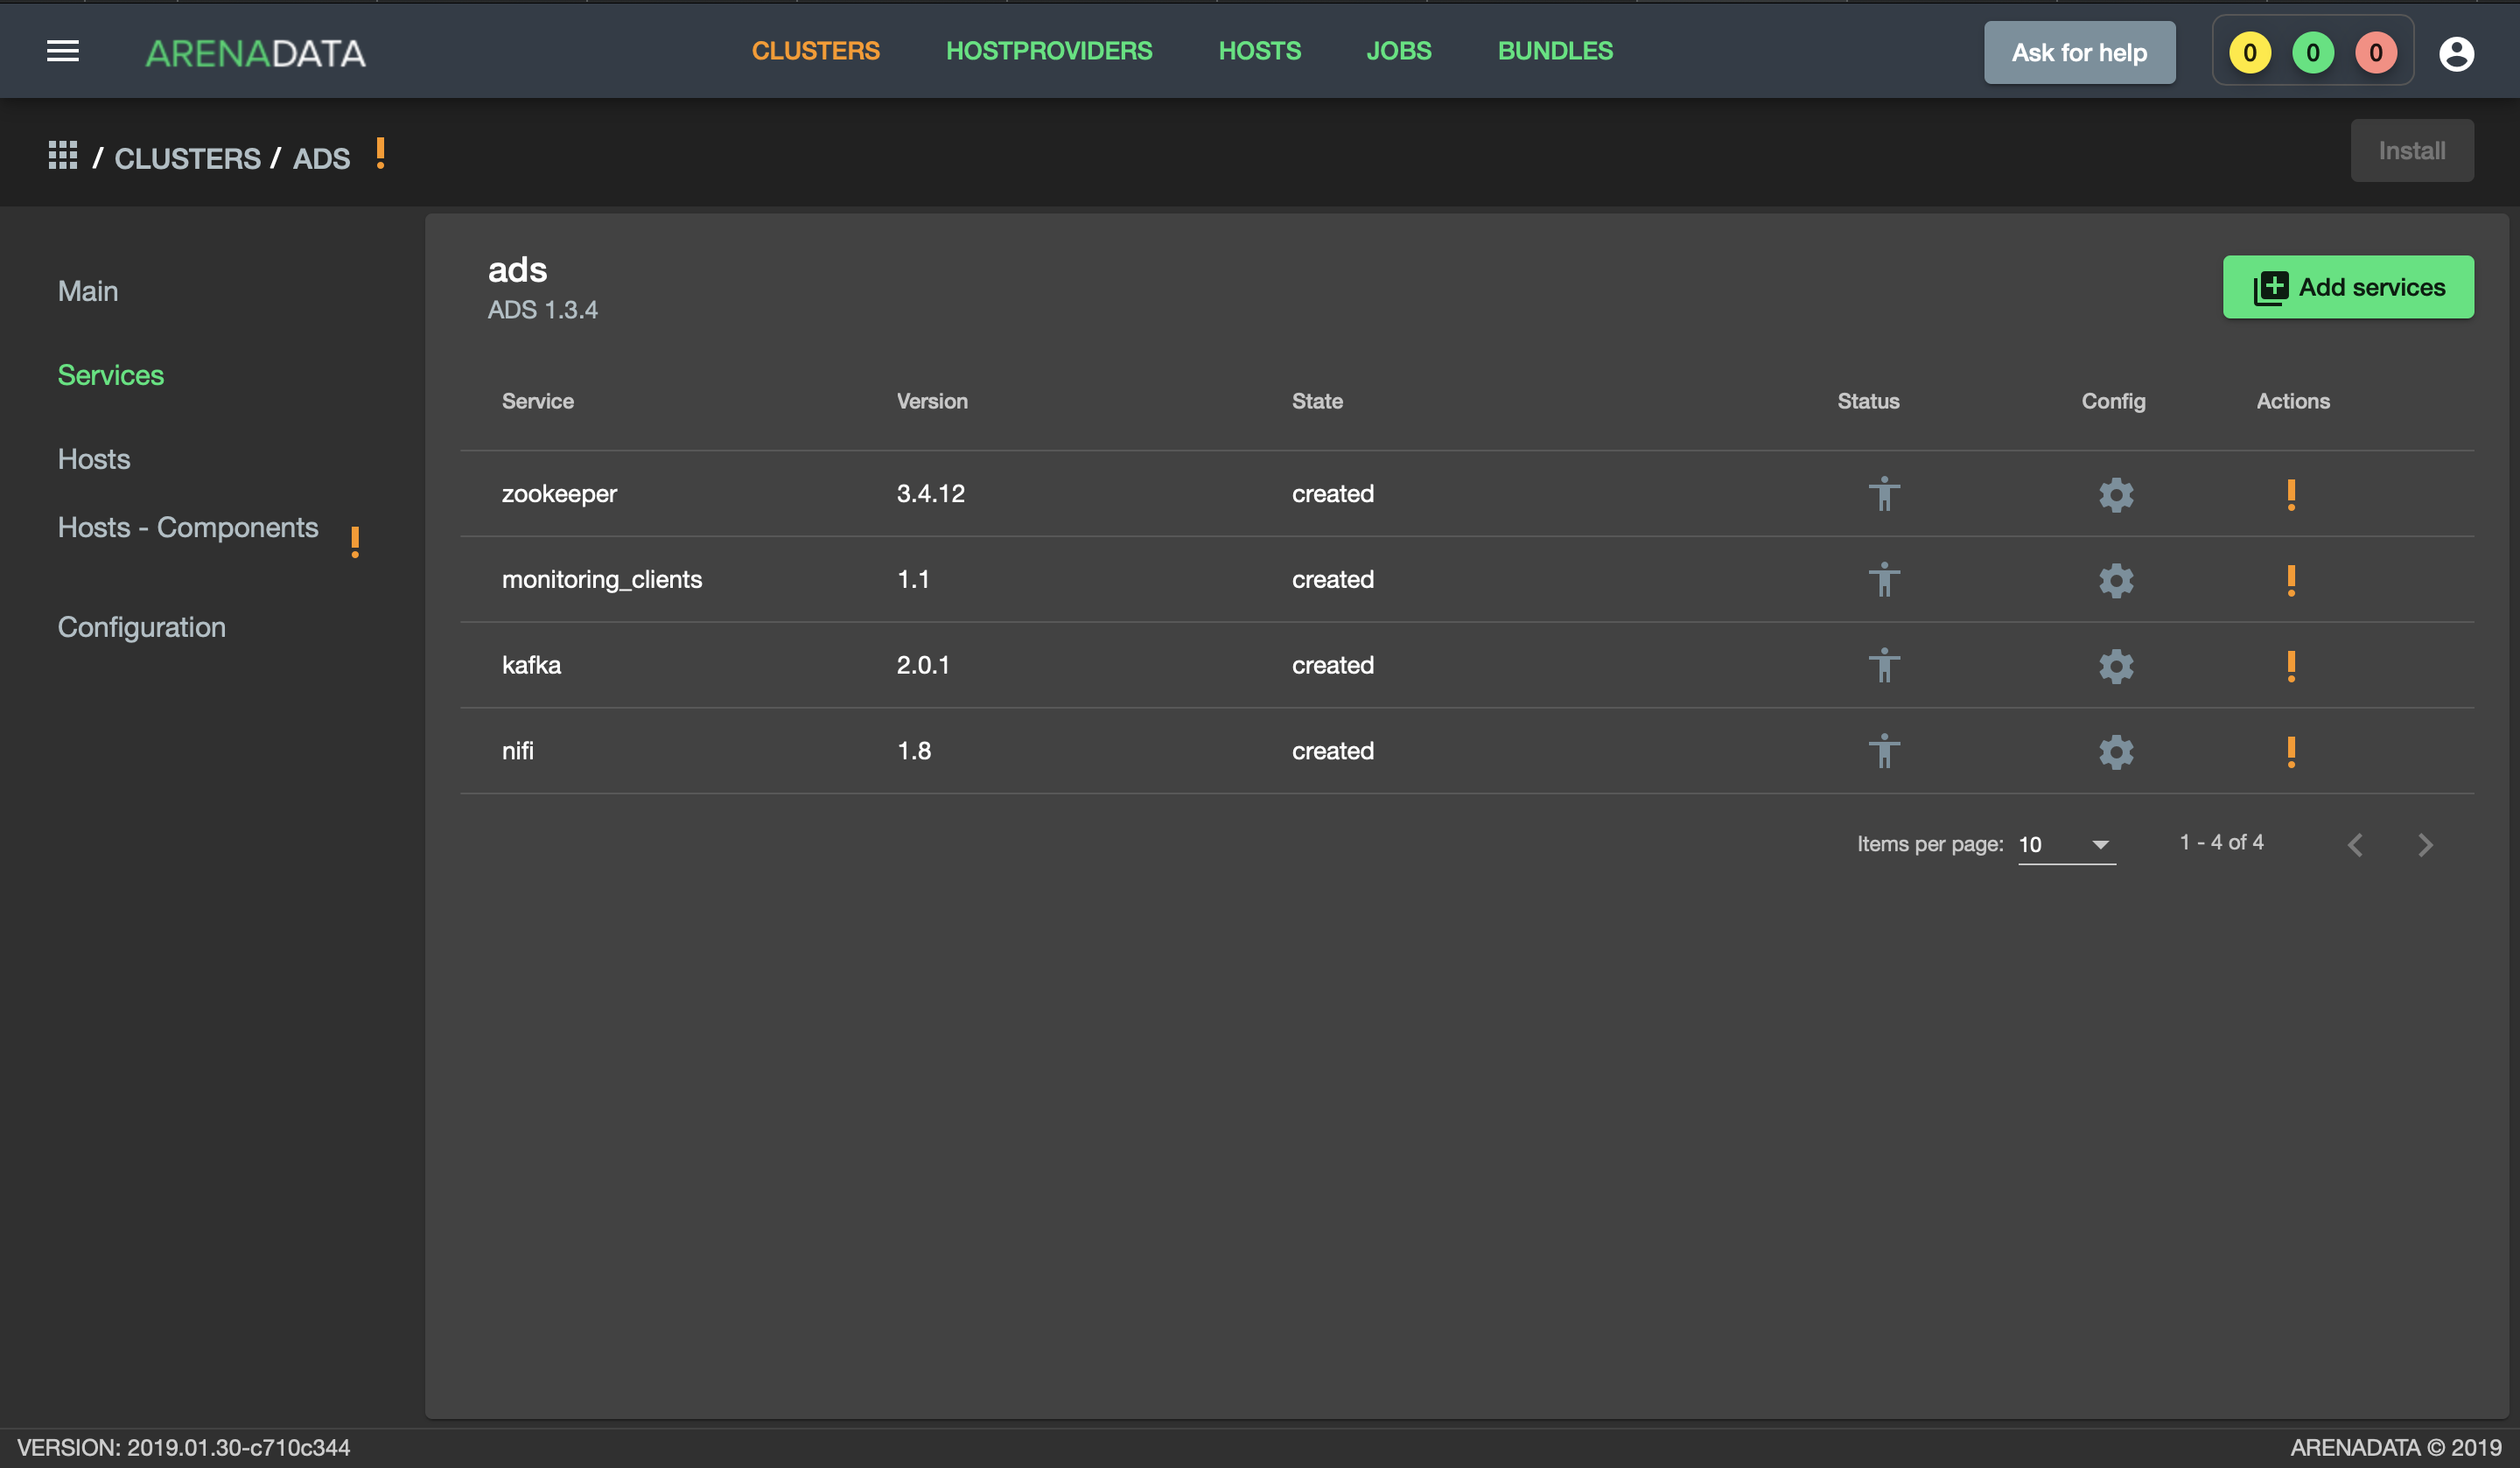 ARENADATA
CLUSTERS HOSTPROVIDERS HOSTS JOBS BUNDLES
Ask for help
0 0 0
/ CLUSTERS / ADS !
Install
Main
Services
Hosts
Hosts - Components !
Configuration
ads
ADS 1.3.4
Add services
Service Version State Status Config Actions
zookeeper 3.4.12 created !
monitoring_clients 1.1 created !
kafka 2.0.1 created !
nifi 1.8 created !
Items per page: 10 1 - 4 of 4
VERSION: 2019.01.30-c710c344
ARENADATA © 2019